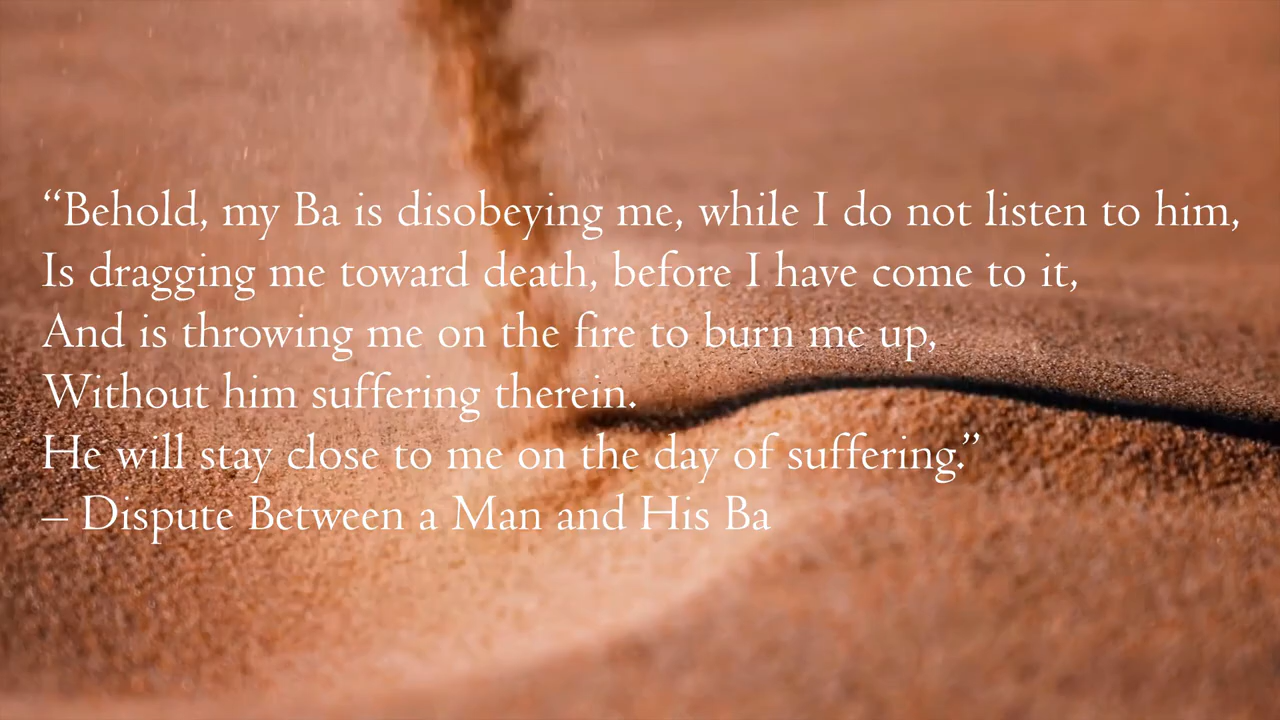 “Behold, my Ba is disobeying me, while I do not listen to him,
Is dragging me toward death, before I have come to it,
And is throwing me on the fire to burn me up,
Without him suffering therein.
He will stay close to me on the day of suffering.”
– Dispute Between a Man and His Ba